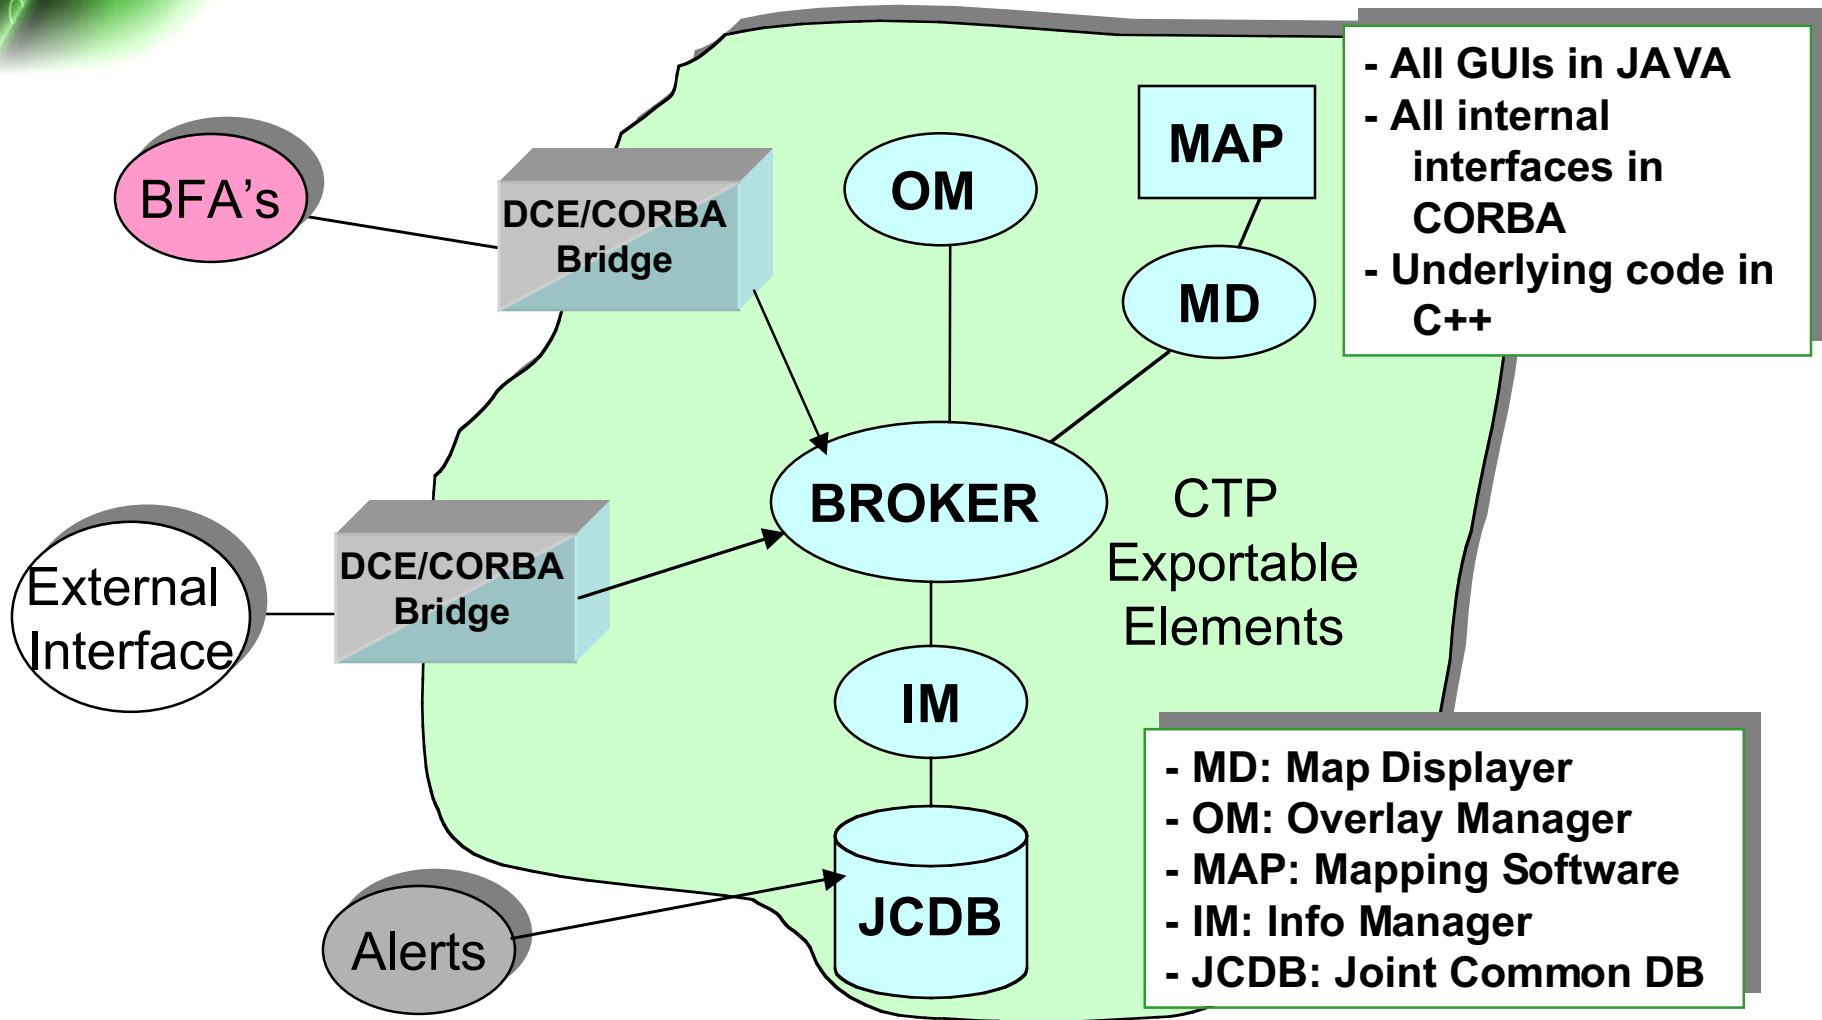 - All GUIs in JAVA
- All internal
interfaces in
CORBA
- Underlying code in
C++
MAP
OM
BFA's
DCE/CORBA
Bridge
MD
BROKER
CTP
Exportable
Elements
DCE/CORBA
Bridge
External
Interface
IM
JCDB
Alerts
- MD: Map Displayer
- OM: Overlay Manager
- MAP: Mapping Software
- IM: Info Manager
- JCDB: Joint Common DB